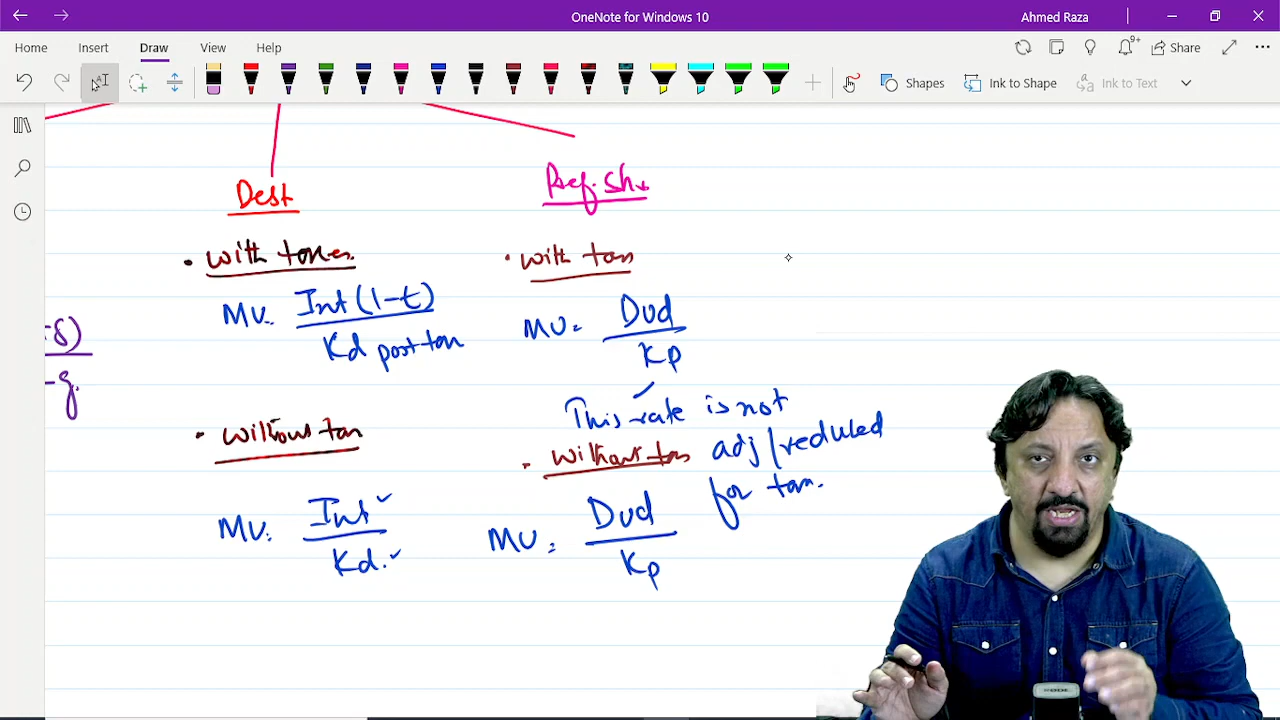 OneNote for Windows 10
Ahmed Raza
Home Insert Draw View Help
9+ Share
Shapes Ink to Shape Ink to Text
Debt
Pref. Sh.
• with taxes
• with tax
MV: Int (1-t)
Kd post tax
MV = Dvd
Kp
-g)
-g.
This rate is not
adj/reduced
for tax.
• without tax
• without tax
MV: Int ✓
Kd. ✓
MV = Dvd
Kp